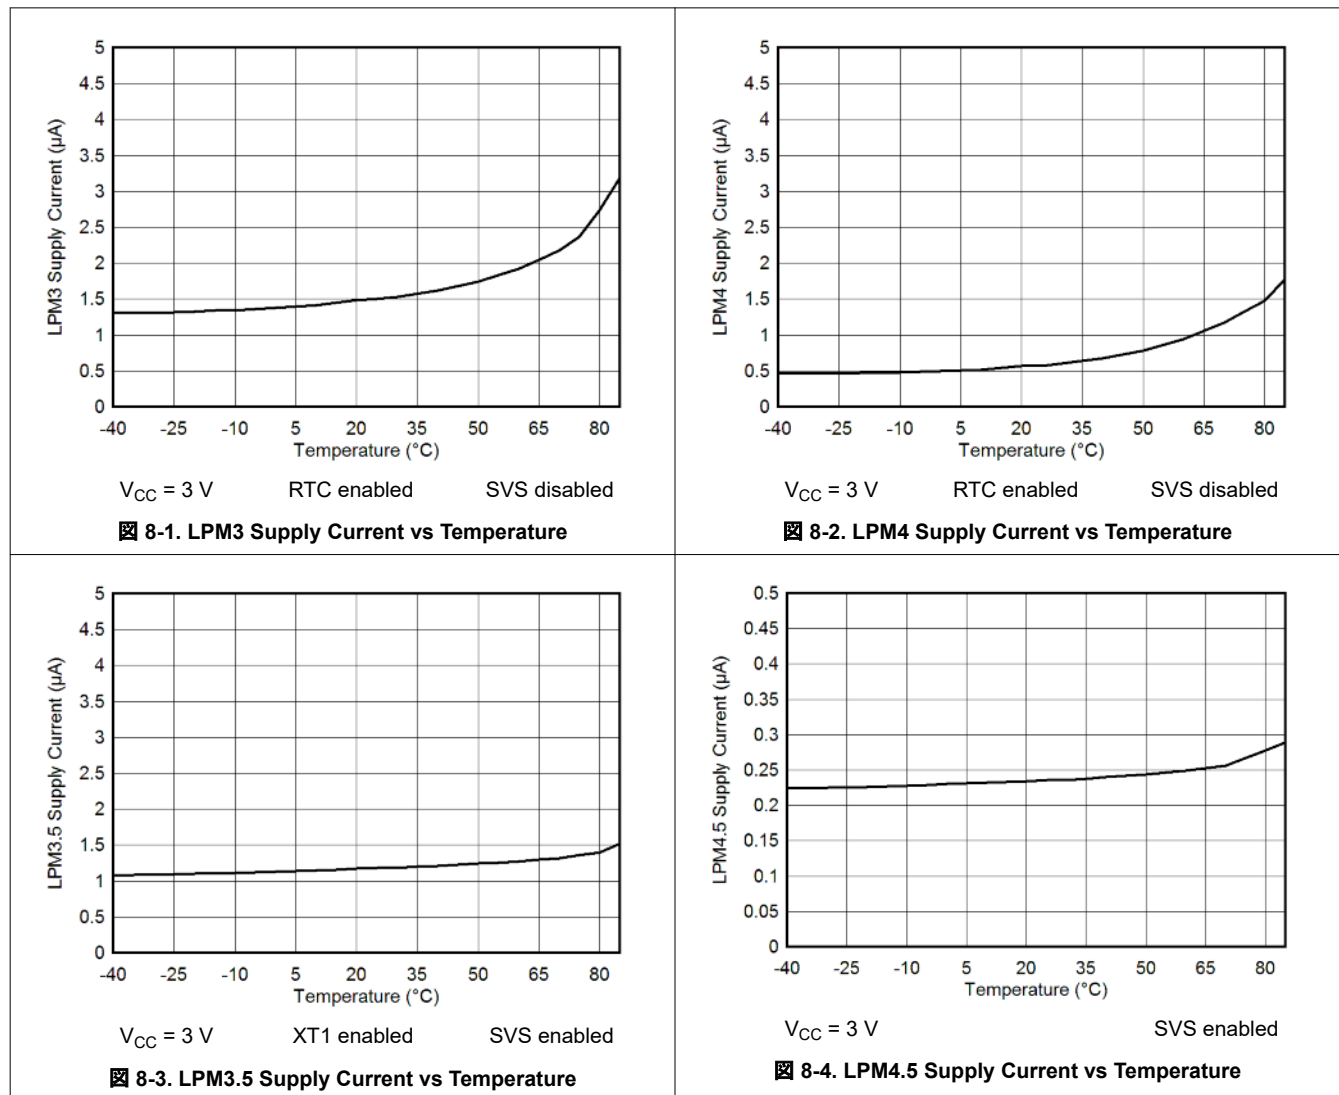 5
4.5
4
3.5
3
2.5
2
1.5
1
0.5
0
LPM3 Supply Current (µA)
-40 -25 -10 5 20 35 50 65 80
Temperature (°C)
VCC = 3 V RTC enabled SVS disabled
図 8-1. LPM3 Supply Current vs Temperature
5
4.5
4
3.5
3
2.5
2
1.5
1
0.5
0
LPM4 Supply Current (µA)
-40 -25 -10 5 20 35 50 65 80
Temperature (°C)
VCC = 3 V RTC enabled SVS disabled
図 8-2. LPM4 Supply Current vs Temperature
5
4.5
4
3.5
3
2.5
2
1.5
1
0.5
0
LPM3.5 Supply Current (µA)
-40 -25 -10 5 20 35 50 65 80
Temperature (°C)
VCC = 3 V XT1 enabled SVS enabled
図 8-3. LPM3.5 Supply Current vs Temperature
0.5
0.45
0.4
0.35
0.3
0.25
0.2
0.15
0.1
0.05
0
LPM4.5 Supply Current (µA)
-40 -25 -10 5 20 35 50 65 80
Temperature (°C)
VCC = 3 V SVS enabled
図 8-4. LPM4.5 Supply Current vs Temperature